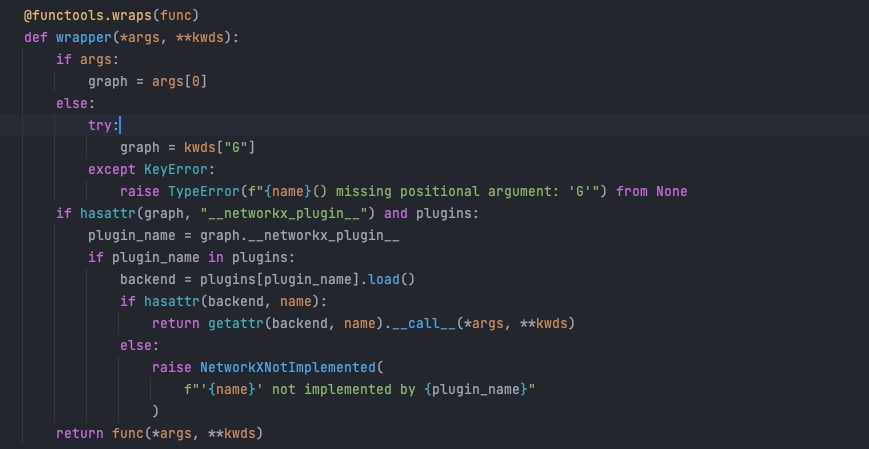 @functools.wraps(func)
def wrapper(*args, **kwds):
    if args:
        graph = args[0]
    else:
        try:
            graph = kwds["G"]
        except KeyError:
            raise TypeError(f"{name}() missing positional argument: 'G'") from None
    if hasattr(graph, "__networkx_plugin__") and plugins:
        plugin_name = graph.__networkx_plugin__
        if plugin_name in plugins:
            backend = plugins[plugin_name].load()
            if hasattr(backend, name):
                return getattr(backend, name).__call__(*args, **kwds)
            else:
                raise NetworkXNotImplemented(
                    f"'{name}' not implemented by {plugin_name}"
                )
    return func(*args, **kwds)